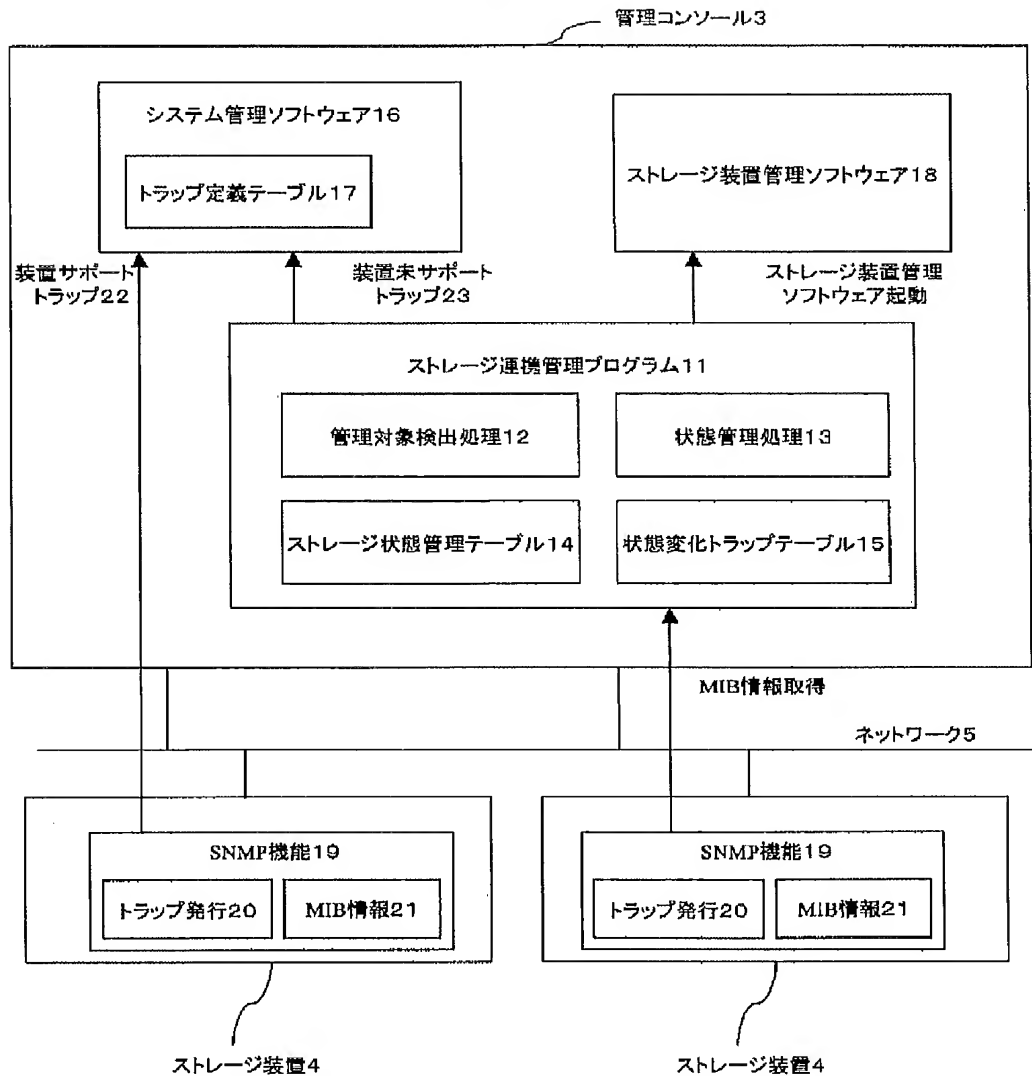 管理コンソール3
システム管理ソフトウェア16
トラップ定義テーブル17
ストレージ装置管理ソフトウェア18
装置サポート
トラップ22
装置未サポート
トラップ23
ストレージ装置管理
ソフトウェア起動
ストレージ連携管理プログラム11
管理対象検出処理12
状態管理処理13
ストレージ状態管理テーブル14
状態変化トラップテーブル15
MIB情報取得
ネットワーク5
SNMP機能19
トラップ発行20
MIB情報21
SNMP機能19
トラップ発行20
MIB情報21
ストレージ装置4
ストレージ装置4